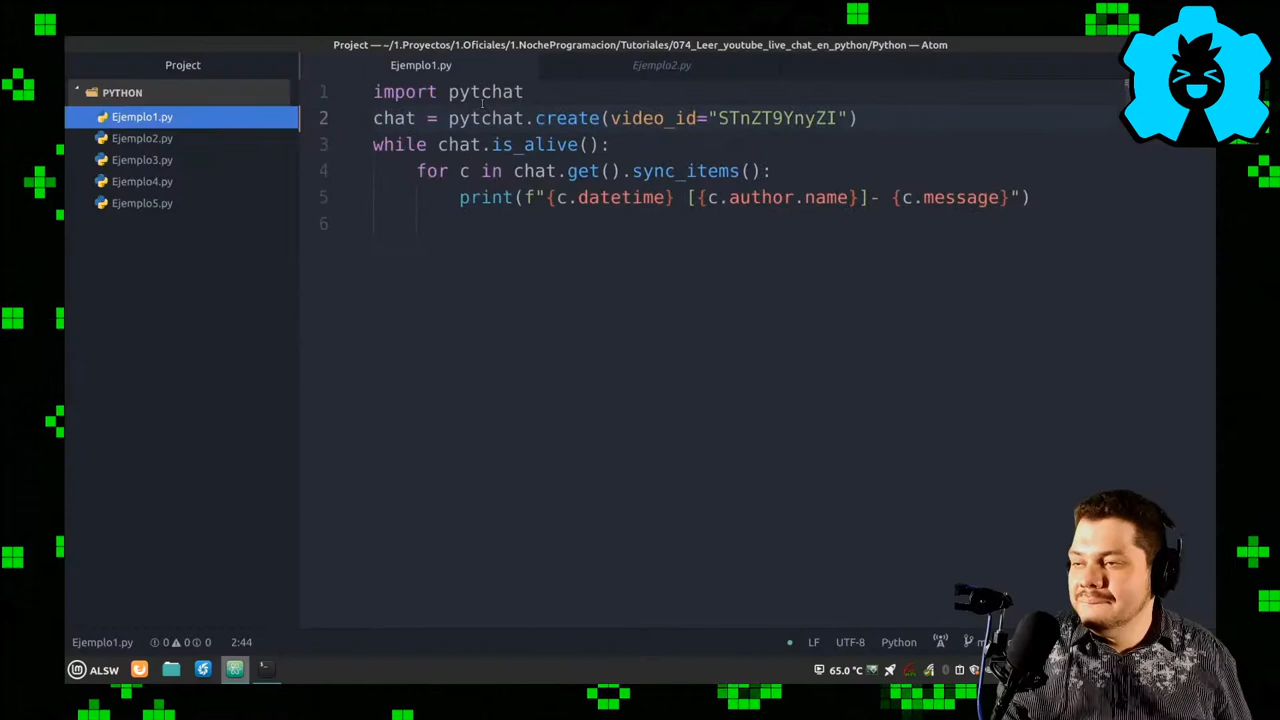 Project — ~/1.Proyectos/1.Oficiales/1.NocheProgramacion/Tutoriales/074_Leer_youtube_live_chat_en_python/Python — Atom
Project
Ejemplo1.py
Ejemplo2.py
PYTHON
Ejemplo1.py
Ejemplo2.py
Ejemplo3.py
Ejemplo4.py
Ejemplo5.py
1 import pytchat
2 chat = pytchat.create(video_id="STnZT9YnyZI")
3 while chat.is_alive():
4 for c in chat.get().sync_items():
5 print(f"{c.datetime} [{c.author.name}]- {c.message}")
6
Ejemplo1.py 0 0 0 2:44
LF UTF-8 Python
ALSW 65.0 °C